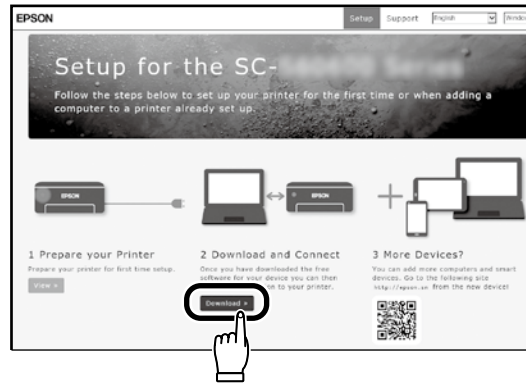 EPSON
Setup Support English Window
Setup for the SC-
Follow the steps below to set up your printer for the first time or when adding a
computer to a printer already set up.
EPSON
EPSON
1 Prepare your Printer
Prepare your printer for first time setup.
View »
2 Download and Connect
Once you have downloaded the free
software for your device you can then
on to your printer.
Download »
3 More Devices?
You can add more computers and smart
devices. Go to the following site
http://epson.sn from the new device!